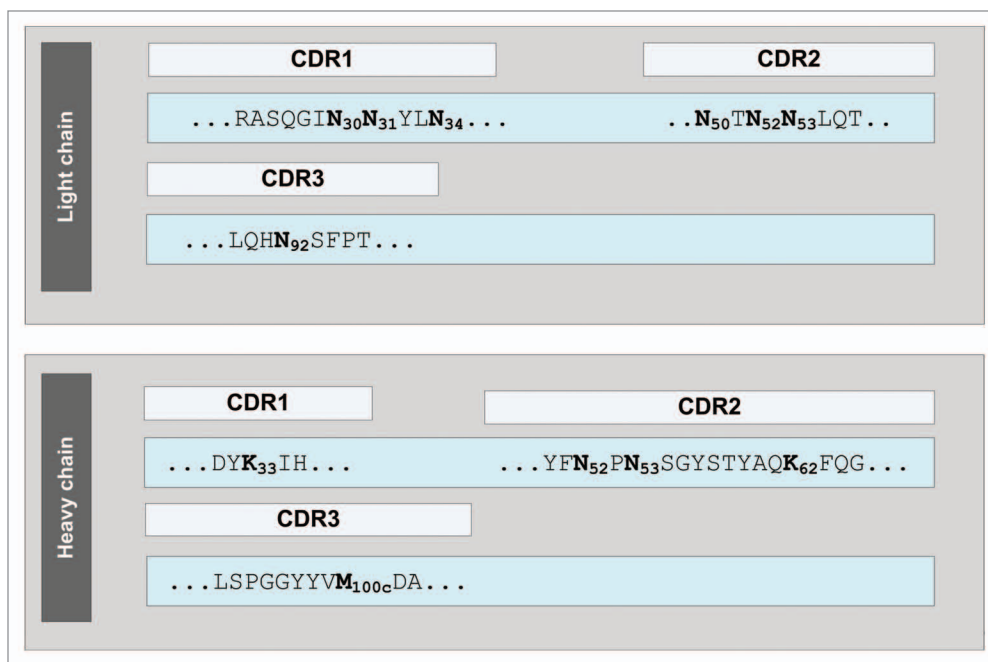 Light chain
CDR1 CDR2
...RASQGIN30N31YLN34... ..N50TN52N53LQT..
CDR3
...LQHN92SFPT...
Heavy chain
CDR1 CDR2
...DYK33IH... ...YFN52PN53SGYSTYAQK62FQG...
CDR3
...LSPGGYYVM100cDA...